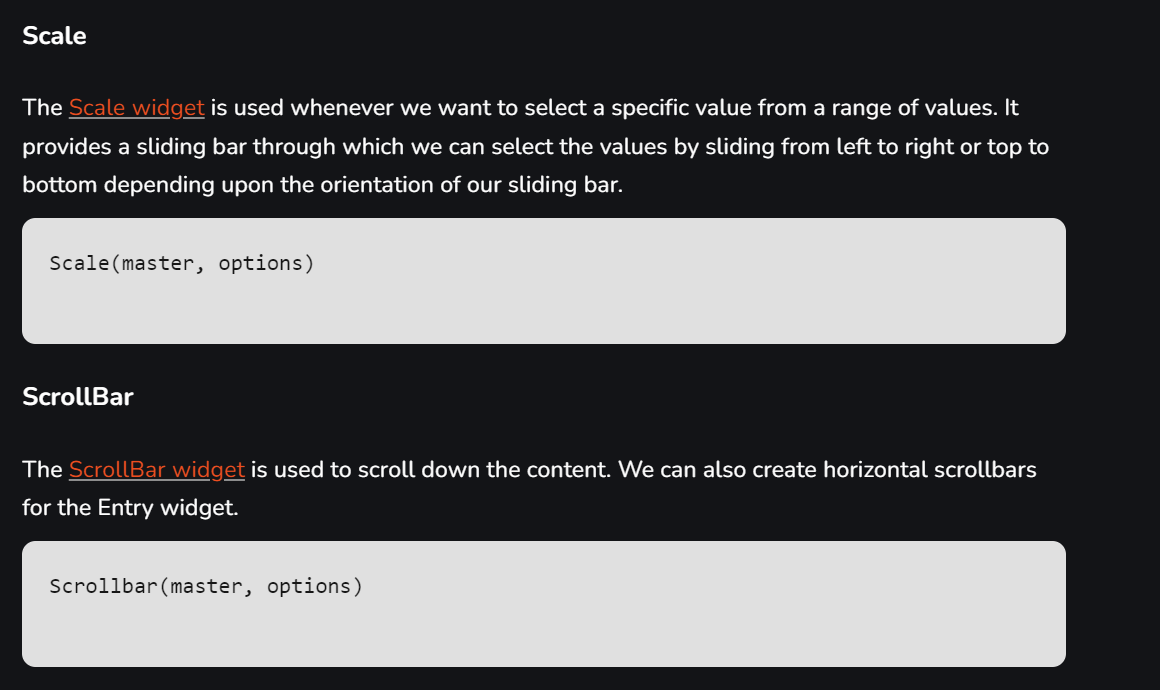 Scale
The Scale widget is used whenever we want to select a specific value from a range of values. It
provides a sliding bar through which we can select the values by sliding from left to right or top to
bottom depending upon the orientation of our sliding bar.
Scale(master, options)
ScrollBar
The ScrollBar widget is used to scroll down the content. We can also create horizontal scrollbars
for the Entry widget.
Scrollbar(master, options)